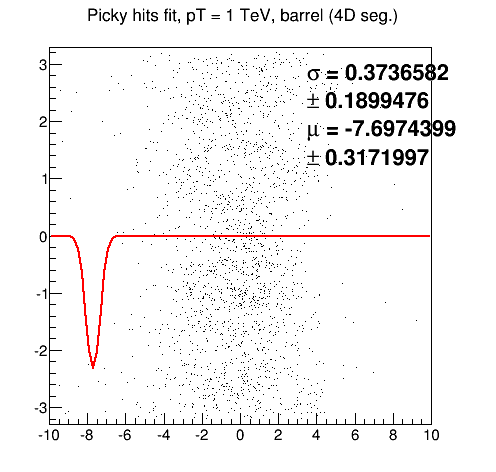 Picky hits fit, pT = 1 TeV, barrel (4D seg.)
σ = 0.3736582
± 0.1899476
μ = -7.6974399
± 0.3171997
3
2
1
0
-1
-2
-3
-10 -8 -6 -4 -2 0 2 4 6 8 10